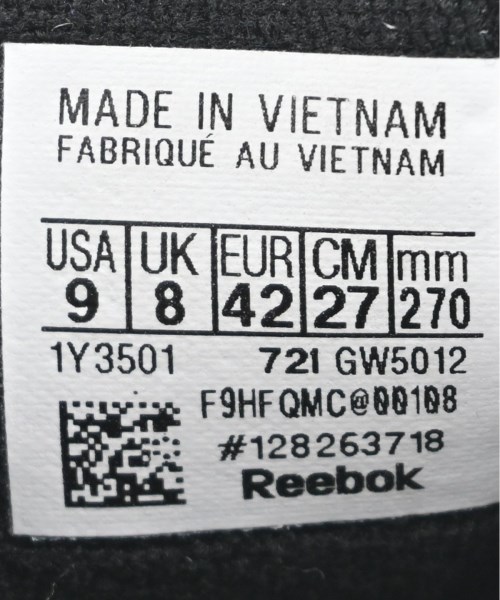 MADE IN VIETNAM
FABRIQUÉ AU VIETNAM
USA UK EUR CM mm
9 8 42 27 270
1Y3501 721 GW5012
F9HFQMC@00108
#128263718
Reebok